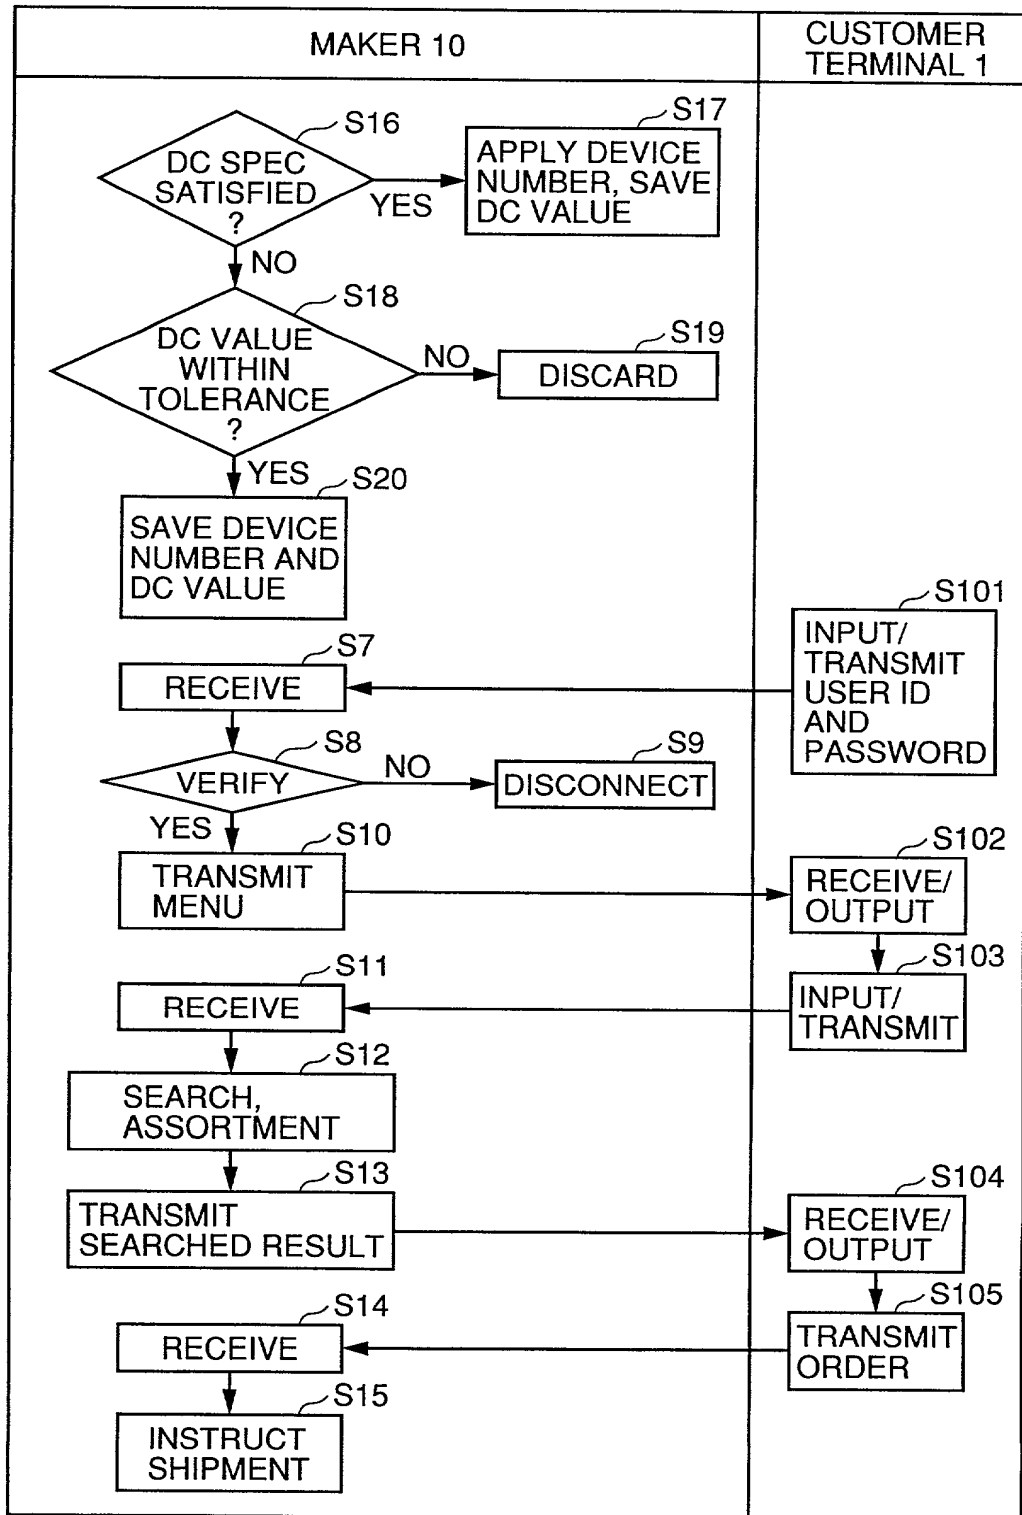 MAKER 10
CUSTOMER
TERMINAL 1
S16
DC SPEC
SATISFIED
?
YES
S17
APPLY DEVICE
NUMBER, SAVE
DC VALUE
NO
S18
DC VALUE
WITHIN
TOLERANCE
?
NO
S19
DISCARD
YES
S20
SAVE DEVICE
NUMBER AND
DC VALUE
S101
INPUT/
TRANSMIT
USER ID
AND
PASSWORD
S7
RECEIVE
S8
VERIFY
NO
S9
DISCONNECT
YES
S10
TRANSMIT
MENU
S102
RECEIVE/
OUTPUT
S103
INPUT/
TRANSMIT
S11
RECEIVE
S12
SEARCH,
ASSORTMENT
S13
TRANSMIT
SEARCHED RESULT
S104
RECEIVE/
OUTPUT
S105
TRANSMIT
ORDER
S14
RECEIVE
S15
INSTRUCT
SHIPMENT